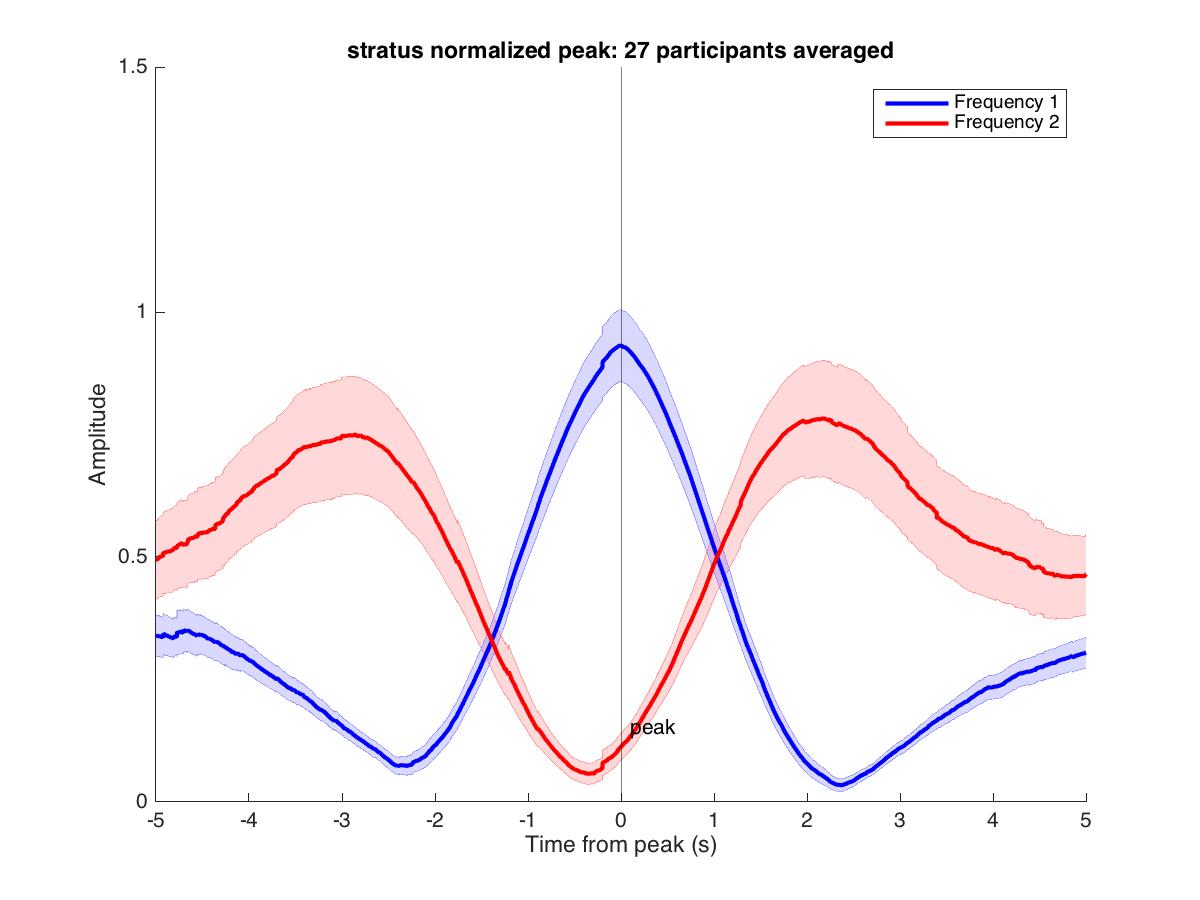 stratus normalized peak: 27 participants averaged
1.5
Frequency 1
Frequency 2
1
Amplitude
0.5
peak
0
-5 -4 -3 -2 -1 0 1 2 3 4 5
Time from peak (s)